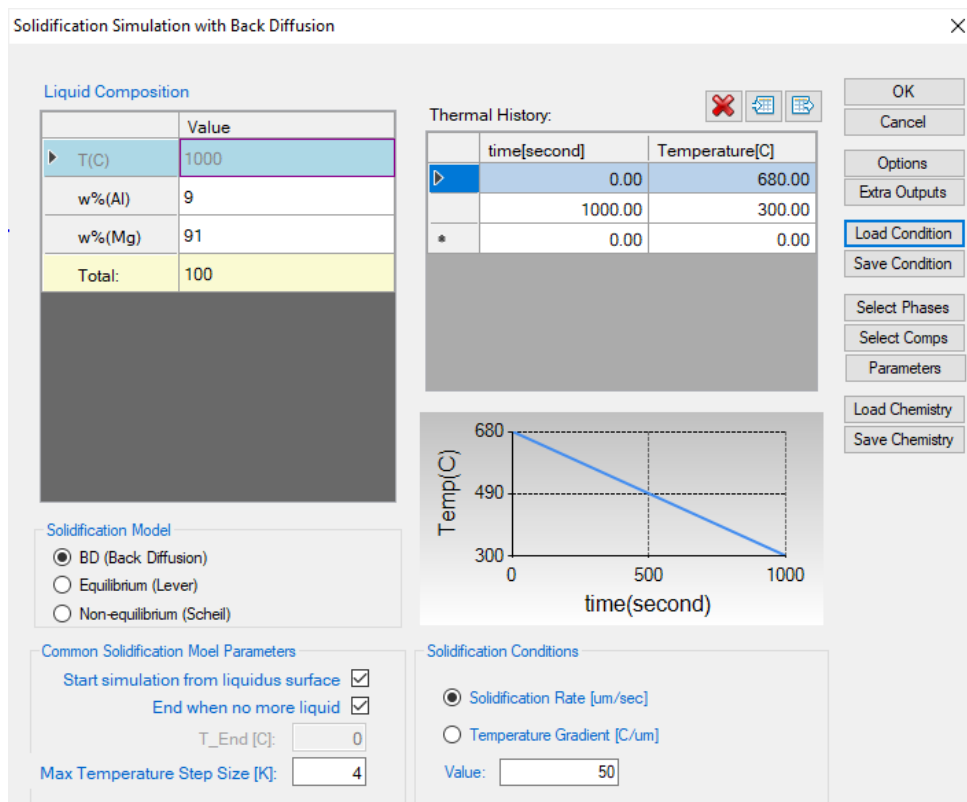 Solidification Simulation with Back Diffusion
Liquid Composition
Value
T(C) 1000
w%(Al) 9
w%(Mg) 91
Total: 100
Thermal History:
time[second] Temperature[C]
0.00 680.00
1000.00 300.00
0.00 0.00
OK
Cancel
Options
Extra Outputs
Load Condition
Save Condition
Select Phases
Select Comps
Parameters
Load Chemistry
Save Chemistry
Temp(C)
680
490
300
0 500 1000
time(second)
Solidification Model
BD (Back Diffusion)
Equilibrium (Lever)
Non-equilibrium (Scheil)
Common Solidification Moel Parameters
Start simulation from liquidus surface
End when no more liquid
T_End [C]: 0
Max Temperature Step Size [K]: 4
Solidification Conditions
Solidification Rate [um/sec]
Temperature Gradient [C/um]
Value: 50